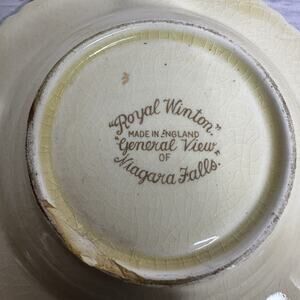 "Royal Winton"
MADE IN ENGLAND
"General View"
OF
Niagara Falls.